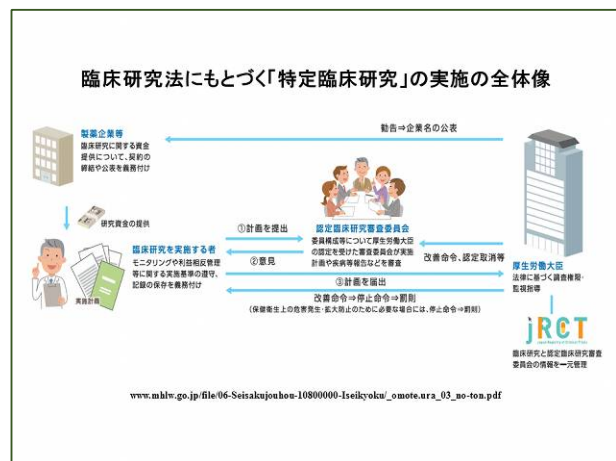 臨床研究法にもとづく「特定臨床研究」の実施の全体像
製薬企業等
臨床研究に関する資金
提供について、契約の
締結や公表を義務付け
勧告⇒企業名の公表
研究資金の提供
臨床研究を実施する者
モニタリングや利益相反管理
等に関する実施基準の遵守、
記録の保存を義務付け
実施計画
①計画を提出
②意見
認定臨床研究審査委員会
委員構成等について厚生労働大臣
の認定を受けた審査委員会が実施
計画や疾病等報告などを審査
改善命令、認定取消等
③計画を届出
改善命令⇒停止命令⇒罰則
(保健衛生上の危害発生・拡大防止のために必要な場合には、停止命令⇒罰則)
厚生労働大臣
法律に基づく調査権限・
監視指導
jRCT
Japan Registry of Clinical Trials
臨床研究と認定臨床研究審査
委員会の情報を一元管理
www.mhlw.go.jp/file/06-Seisakujouhou-10800000-Iseikyoku/_omote.ura_03_no-ton.pdf